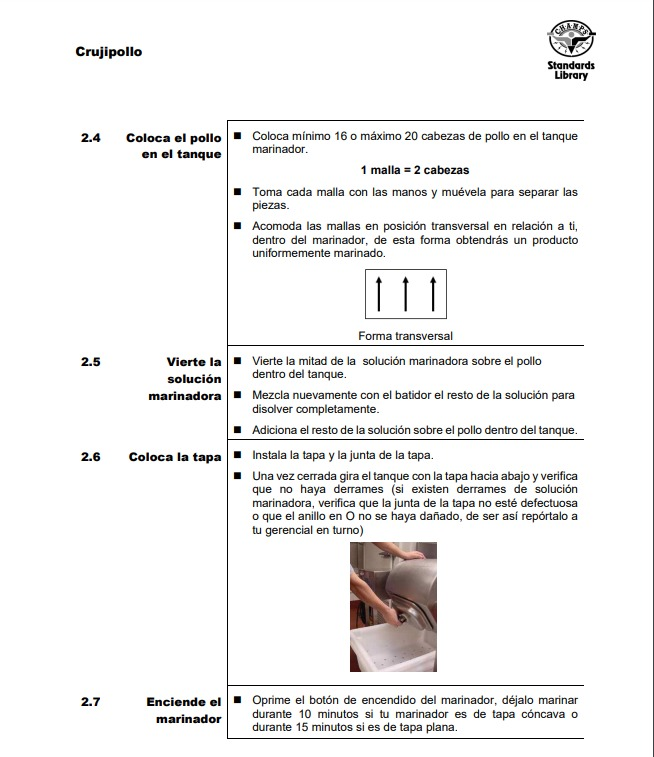 CHAMPS
Crujipollo
Standards
Library
2.4 Coloca el pollo
en el tanque
■ Coloca mínimo 16 o máximo 20 cabezas de pollo en el tanque
marinador.
1 malla = 2 cabezas
■ Toma cada malla con las manos y muévela para separar las
piezas.
■ Acomoda las mallas en posición transversal en relación a ti,
dentro del marinador, de esta forma obtendrás un producto
uniformemente marinado.
Forma transversal
2.5 Vierte la
solución
marinadora
■ Vierte la mitad de la solución marinadora sobre el pollo
dentro del tanque.
■ Mezcla nuevamente con el batidor el resto de la solución para
disolver completamente.
■ Adiciona el resto de la solución sobre el pollo dentro del tanque.
2.6 Coloca la tapa
■ Instala la tapa y la junta de la tapa.
■ Una vez cerrada gira el tanque con la tapa hacia abajo y verifica
que no haya derrames (si existen derrames de solución
marinadora, verifica que la junta de la tapa no esté defectuosa
o que el anillo en O no se haya dañado, de ser así repórtalo a
tu gerencial en turno)
2.7 Enciende el
marinador
■ Oprime el botón de encendido del marinador, déjalo marinar
durante 10 minutos si tu marinador es de tapa cóncava o
durante 15 minutos si es de tapa plana.